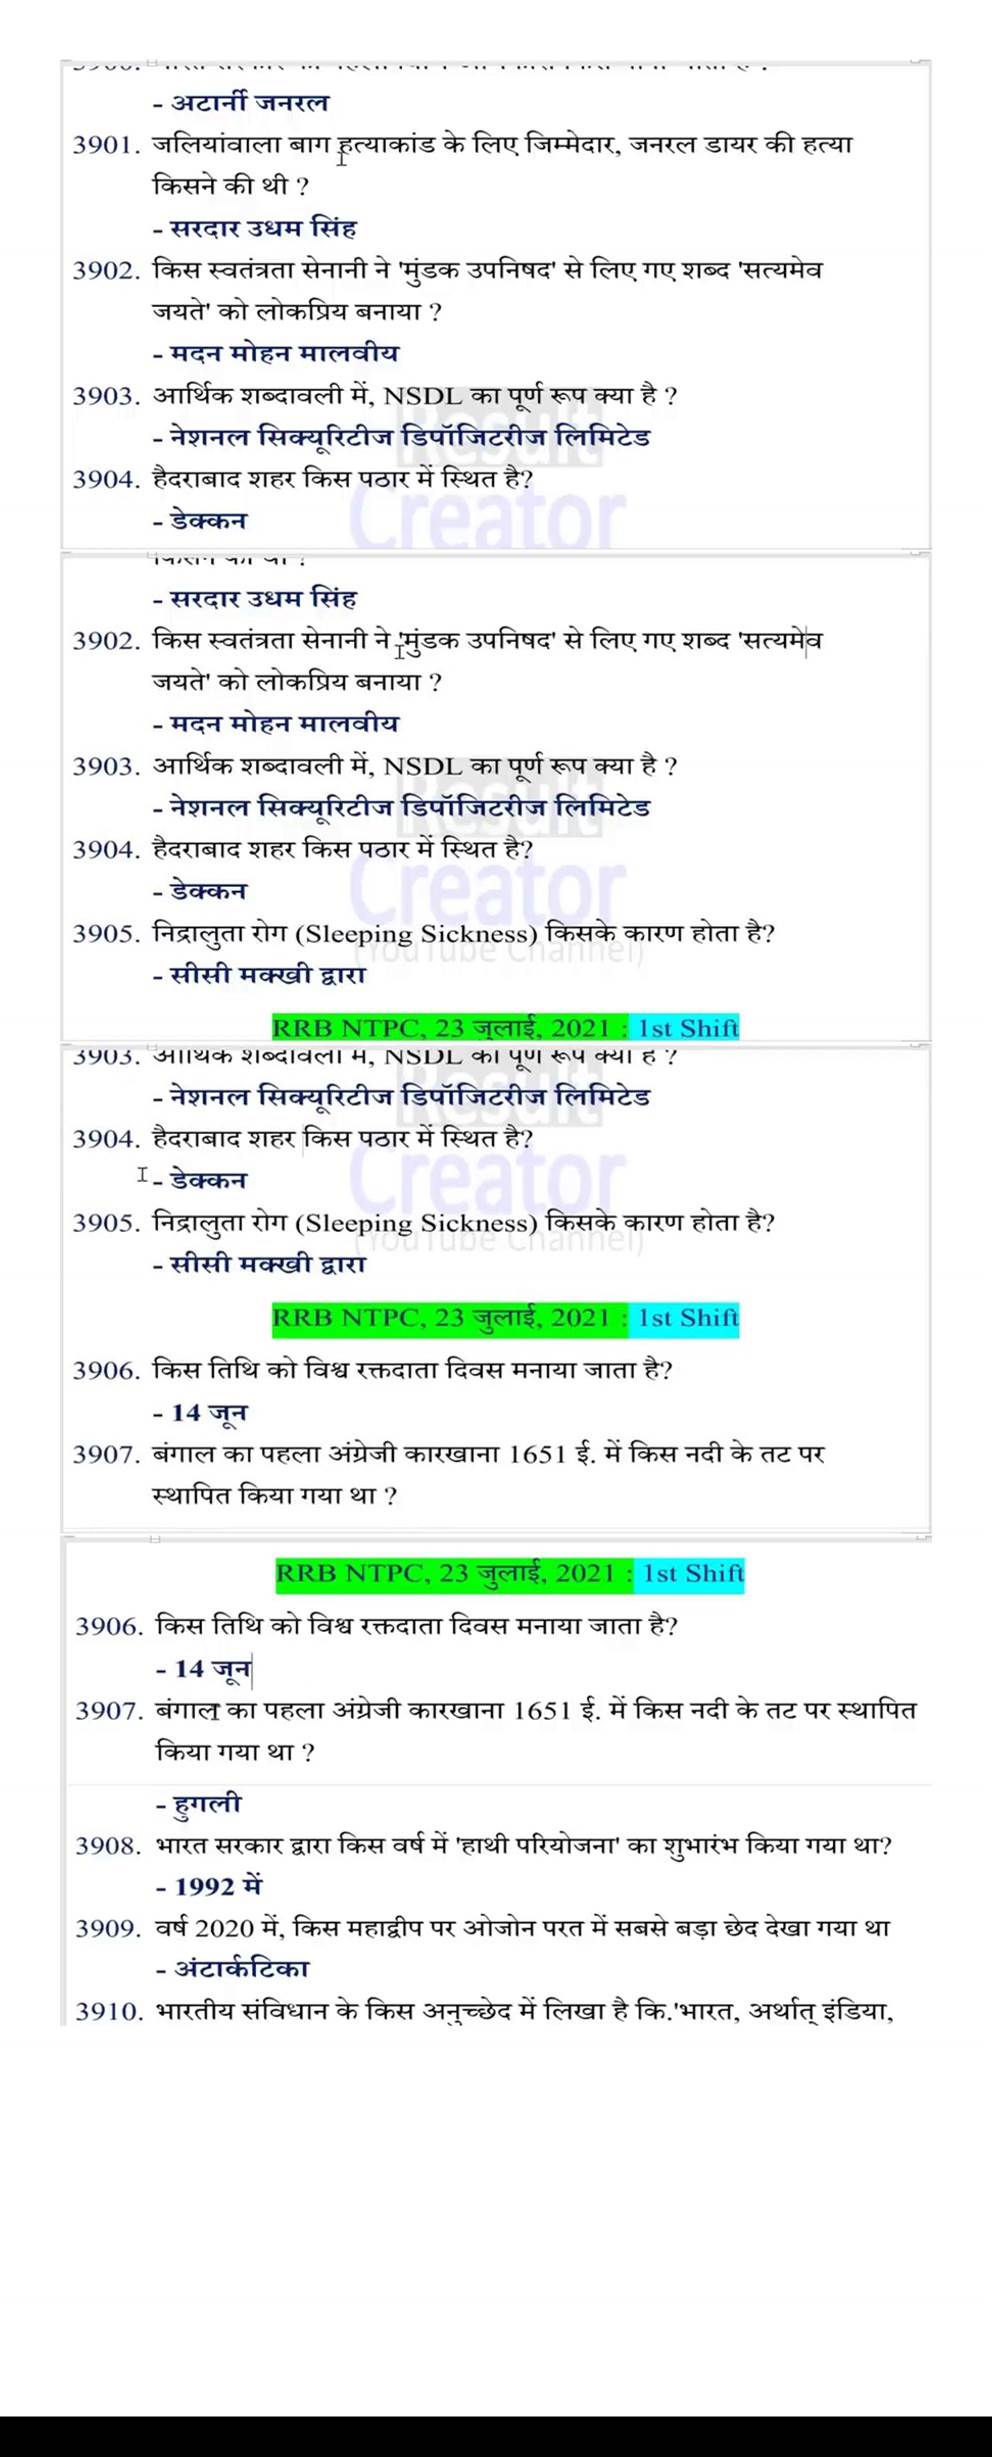 - अटार्नी जनरल
3901. जलियांवाला बाग हत्याकांड के लिए जिम्मेदार, जनरल डायर की हत्या
किसने की थी ?
- सरदार उधम सिंह
3902. किस स्वतंत्रता सेनानी ने 'मुंडक उपनिषद' से लिए गए शब्द 'सत्यमेव
जयते' को लोकप्रिय बनाया ?
- मदन मोहन मालवीय
3903. आर्थिक शब्दावली में, NSDL का पूर्ण रूप क्या है ?
- नेशनल सिक्यूरिटीज डिपॉजिटरीज लिमिटेड
3904. हैदराबाद शहर किस पठार में स्थित है?
- डेक्कन
Result
Creator
- सरदार उधम सिंह
3902. किस स्वतंत्रता सेनानी ने 'मुंडक उपनिषद' से लिए गए शब्द 'सत्यमेव
जयते' को लोकप्रिय बनाया ?
- मदन मोहन मालवीय
3903. आर्थिक शब्दावली में, NSDL का पूर्ण रूप क्या है ?
- नेशनल सिक्यूरिटीज डिपॉजिटरीज लिमिटेड
3904. हैदराबाद शहर किस पठार में स्थित है?
- डेक्कन
3905. निद्रालुता रोग (Sleeping Sickness) किसके कारण होता है?
- सीसी मक्खी द्वारा
Result
Creator
(YouTube Channel)
RRB NTPC, 23 जुलाई, 2021 : 1st Shift
3903. आर्थिक शब्दावली में, NSDL का पूर्ण रूप क्या है ?
- नेशनल सिक्यूरिटीज डिपॉजिटरीज लिमिटेड
3904. हैदराबाद शहर किस पठार में स्थित है?
- डेक्कन
3905. निद्रालुता रोग (Sleeping Sickness) किसके कारण होता है?
- सीसी मक्खी द्वारा
Result
Creator
(YouTube Channel)
RRB NTPC, 23 जुलाई, 2021 : 1st Shift
3906. किस तिथि को विश्व रक्तदाता दिवस मनाया जाता है?
- 14 जून
3907. बंगाल का पहला अंग्रेजी कारखाना 1651 ई. में किस नदी के तट पर
स्थापित किया गया था ?
RRB NTPC, 23 जुलाई, 2021 : 1st Shift
3906. किस तिथि को विश्व रक्तदाता दिवस मनाया जाता है?
- 14 जून
3907. बंगाल का पहला अंग्रेजी कारखाना 1651 ई. में किस नदी के तट पर स्थापित
किया गया था ?
- हुगली
3908. भारत सरकार द्वारा किस वर्ष में 'हाथी परियोजना' का शुभारंभ किया गया था?
- 1992 में
3909. वर्ष 2020 में, किस महाद्वीप पर ओजोन परत में सबसे बड़ा छेद देखा गया था
- अंटार्कटिका
3910. भारतीय संविधान के किस अनुच्छेद में लिखा है कि.'भारत, अर्थात् इंडिया,